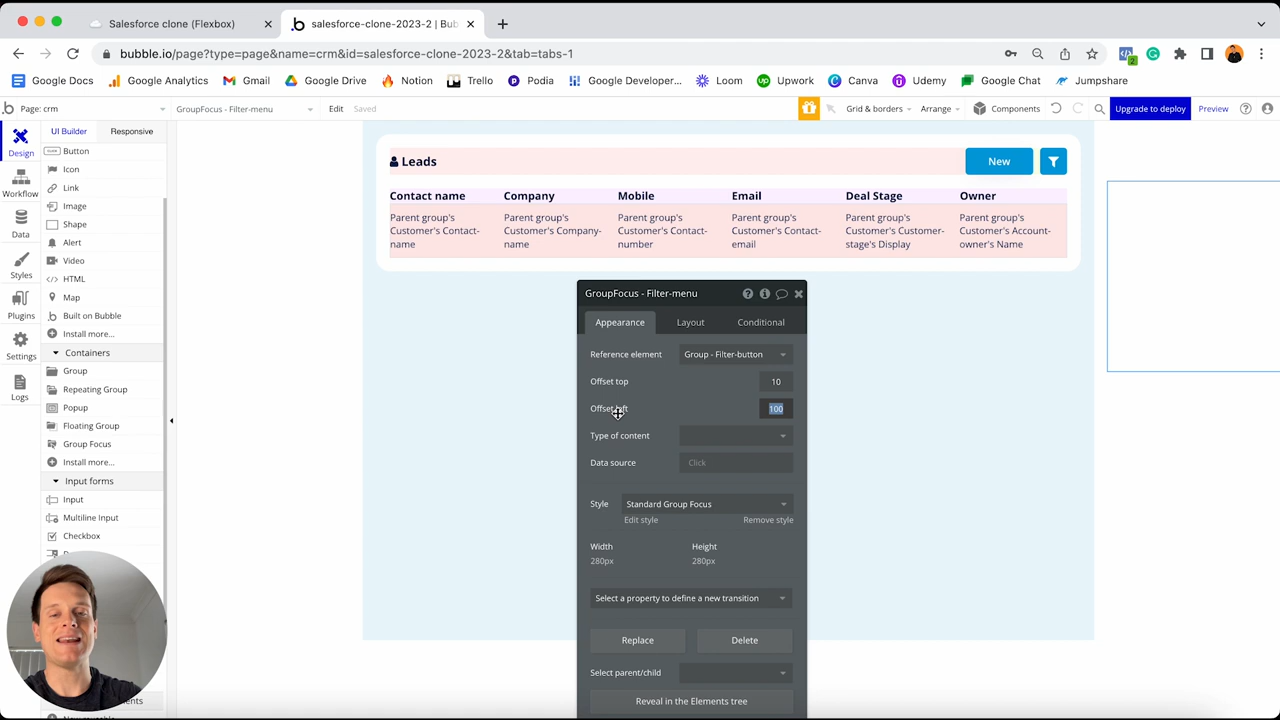 Salesforce clone (Flexbox)
salesforce-clone-2023-2 | Bub
bubble.io/page?type=page&name=crm&id=salesforce-clone-2023-2&tab=tabs-1
2
Google Docs
Google Analytics
Gmail
Google Drive
Notion
Trello
Podia
Google Developer...
Loom
Upwork
Canva
Udemy
Google Chat
Jumpshare
Page: crm
GroupFocus - Filter-menu
Edit
Saved
Grid & borders
Arrange
Components
Upgrade to deploy
Preview
Design
Workflow
Data
Styles
Plugins
Settings
Logs
UI Builder
Responsive
Button
Icon
Link
Image
Shape
Alert
Video
HTML
Map
Built on Bubble
Install more...
Containers
Group
Repeating Group
Popup
Floating Group
Group Focus
Install more...
Input forms
Input
Multiline Input
Checkbox
Leads
New
Contact name
Company
Mobile
Email
Deal Stage
Owner
Parent group's
Customer's Contact-
name
Parent group's
Customer's Company-
name
Parent group's
Customer's Contact-
number
Parent group's
Customer's Contact-
email
Parent group's
Customer's Customer-
stage's Display
Parent group's
Customer's Account-
owner's Name
GroupFocus - Filter-menu
Appearance
Layout
Conditional
Reference element
Group - Filter-button
Offset top
10
Offset left
100
Type of content
Data source
Click
Style
Standard Group Focus
Edit style
Remove style
Width
Height
280px
280px
Select a property to define a new transition
Replace
Delete
Select parent/child
Reveal in the Elements tree